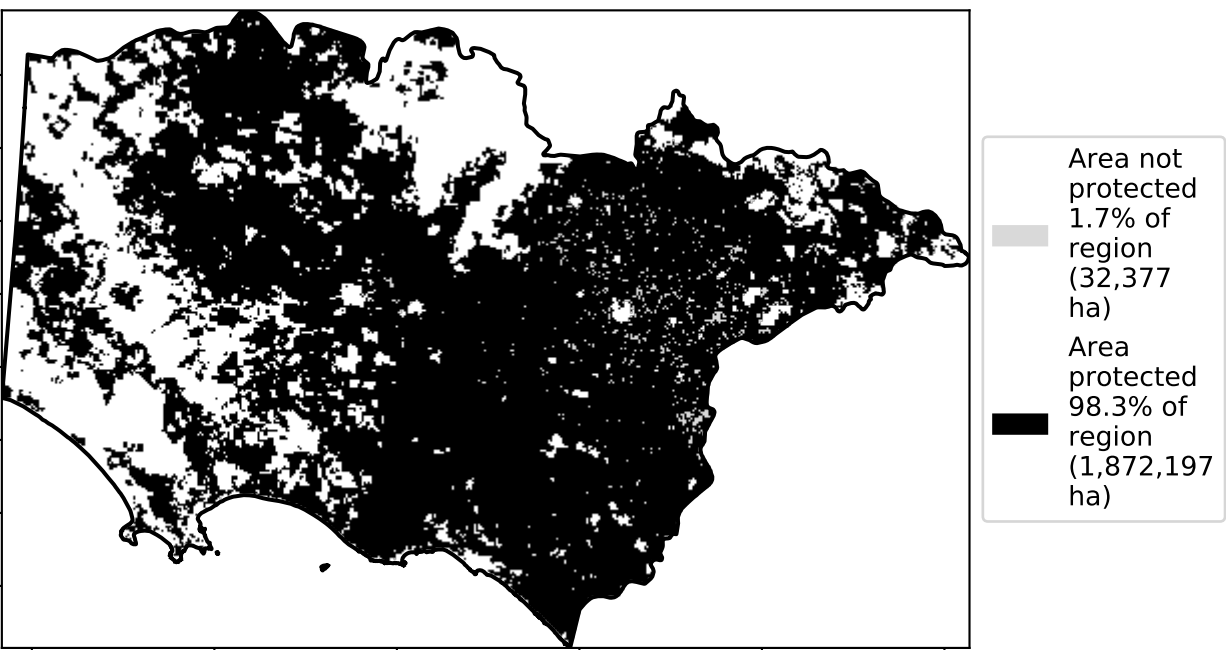 Area not
protected
1.7% of
region
(32,377
ha)
Area
protected
98.3% of
region
(1,872,197
ha)